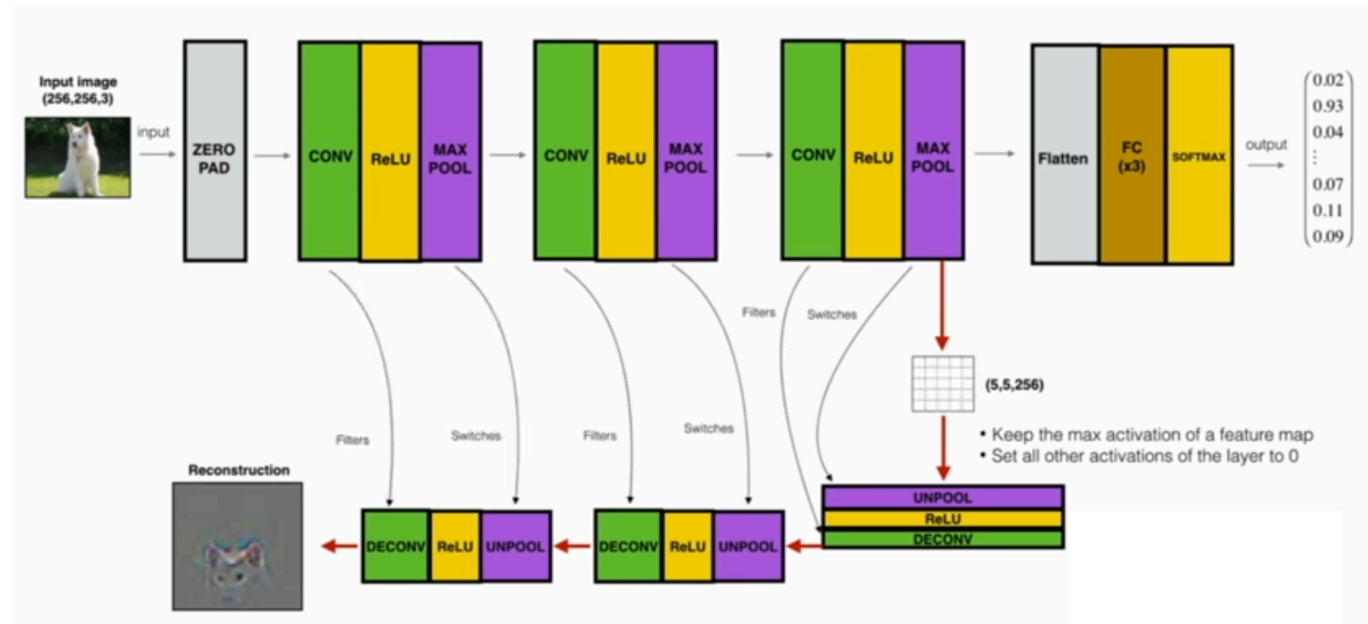 Input image
(256,256,3)
input
ZERO
PAD
CONV
ReLU
MAX
POOL
CONV
ReLU
MAX
POOL
CONV
ReLU
MAX
POOL
Flatten
FC
(x3)
SOFTMAX
output
0.02
0.93
0.04
⋮
0.07
0.11
0.09
Filters
Switches
Filters
Switches
Filters
Switches
(5,5,256)
• Keep the max activation of a feature map
• Set all other activations of the layer to 0
UNPOOL
ReLU
DECONV
Reconstruction
DECONV
ReLU
UNPOOL
DECONV
ReLU
UNPOOL